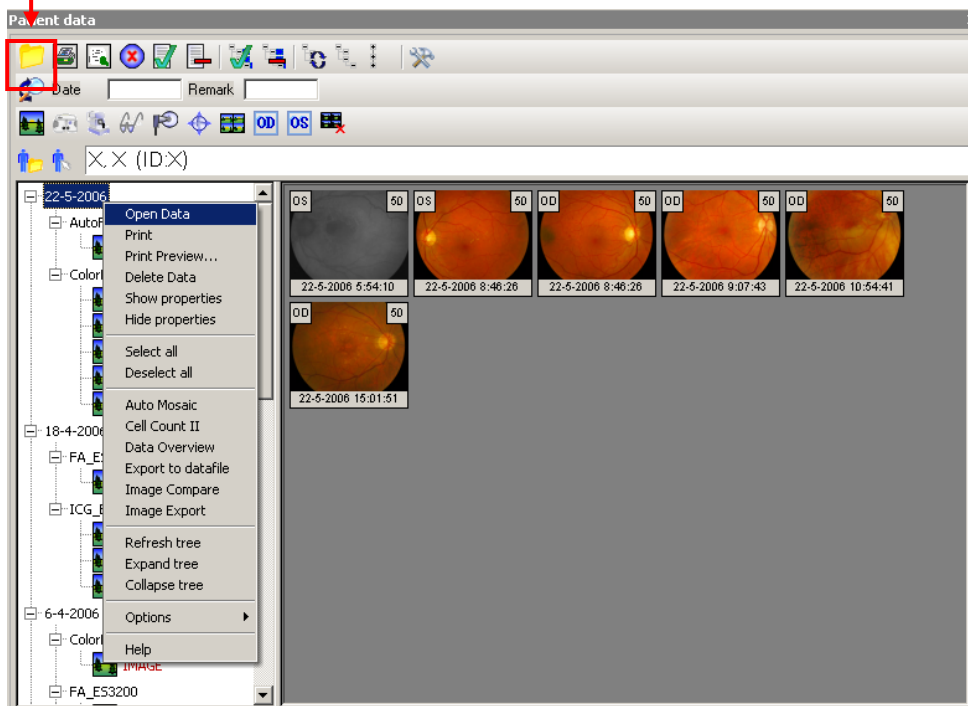 Patient data
Date Remark
OD OS
X, X (ID:X)
22-5-2006
Open Data
Print
Print Preview...
Delete Data
Show properties
Hide properties
Select all
Deselect all
Auto Mosaic
Cell Count II
Data Overview
Export to datafile
Image Compare
Image Export
Refresh tree
Expand tree
Collapse tree
Options
Help
18-4-2006
6-4-2006
IMAGE
FA_ES3200
OS 50 OS 50 OD 50 OD 50 OD 50
22-5-2006 5:54:10 22-5-2006 8:46:26 22-5-2006 8:46:26 22-5-2006 9:07:43 22-5-2006 10:54:41
OD 50
22-5-2006 15:01:51